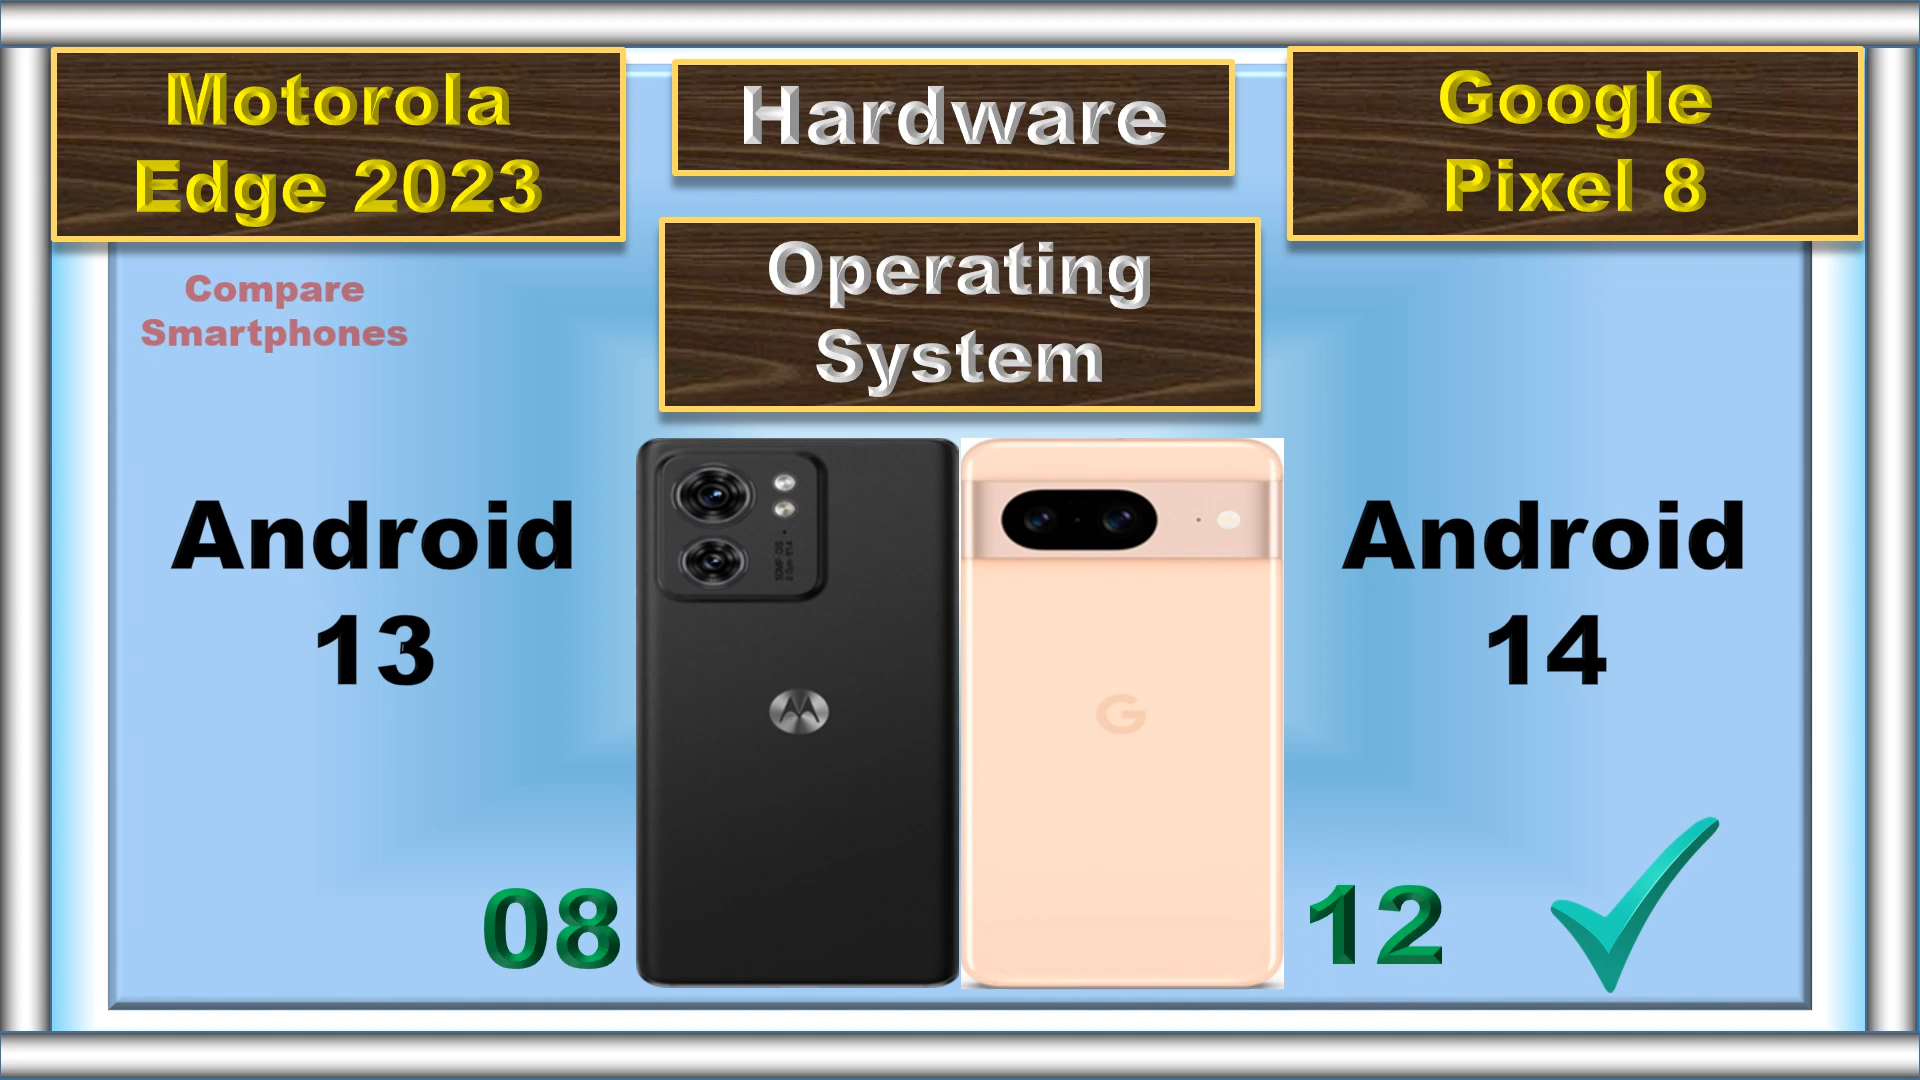 Motorola
Edge 2023
Hardware
Google
Pixel 8
Operating
System
Compare
Smartphones
Android
13
Android
14
08
12
G